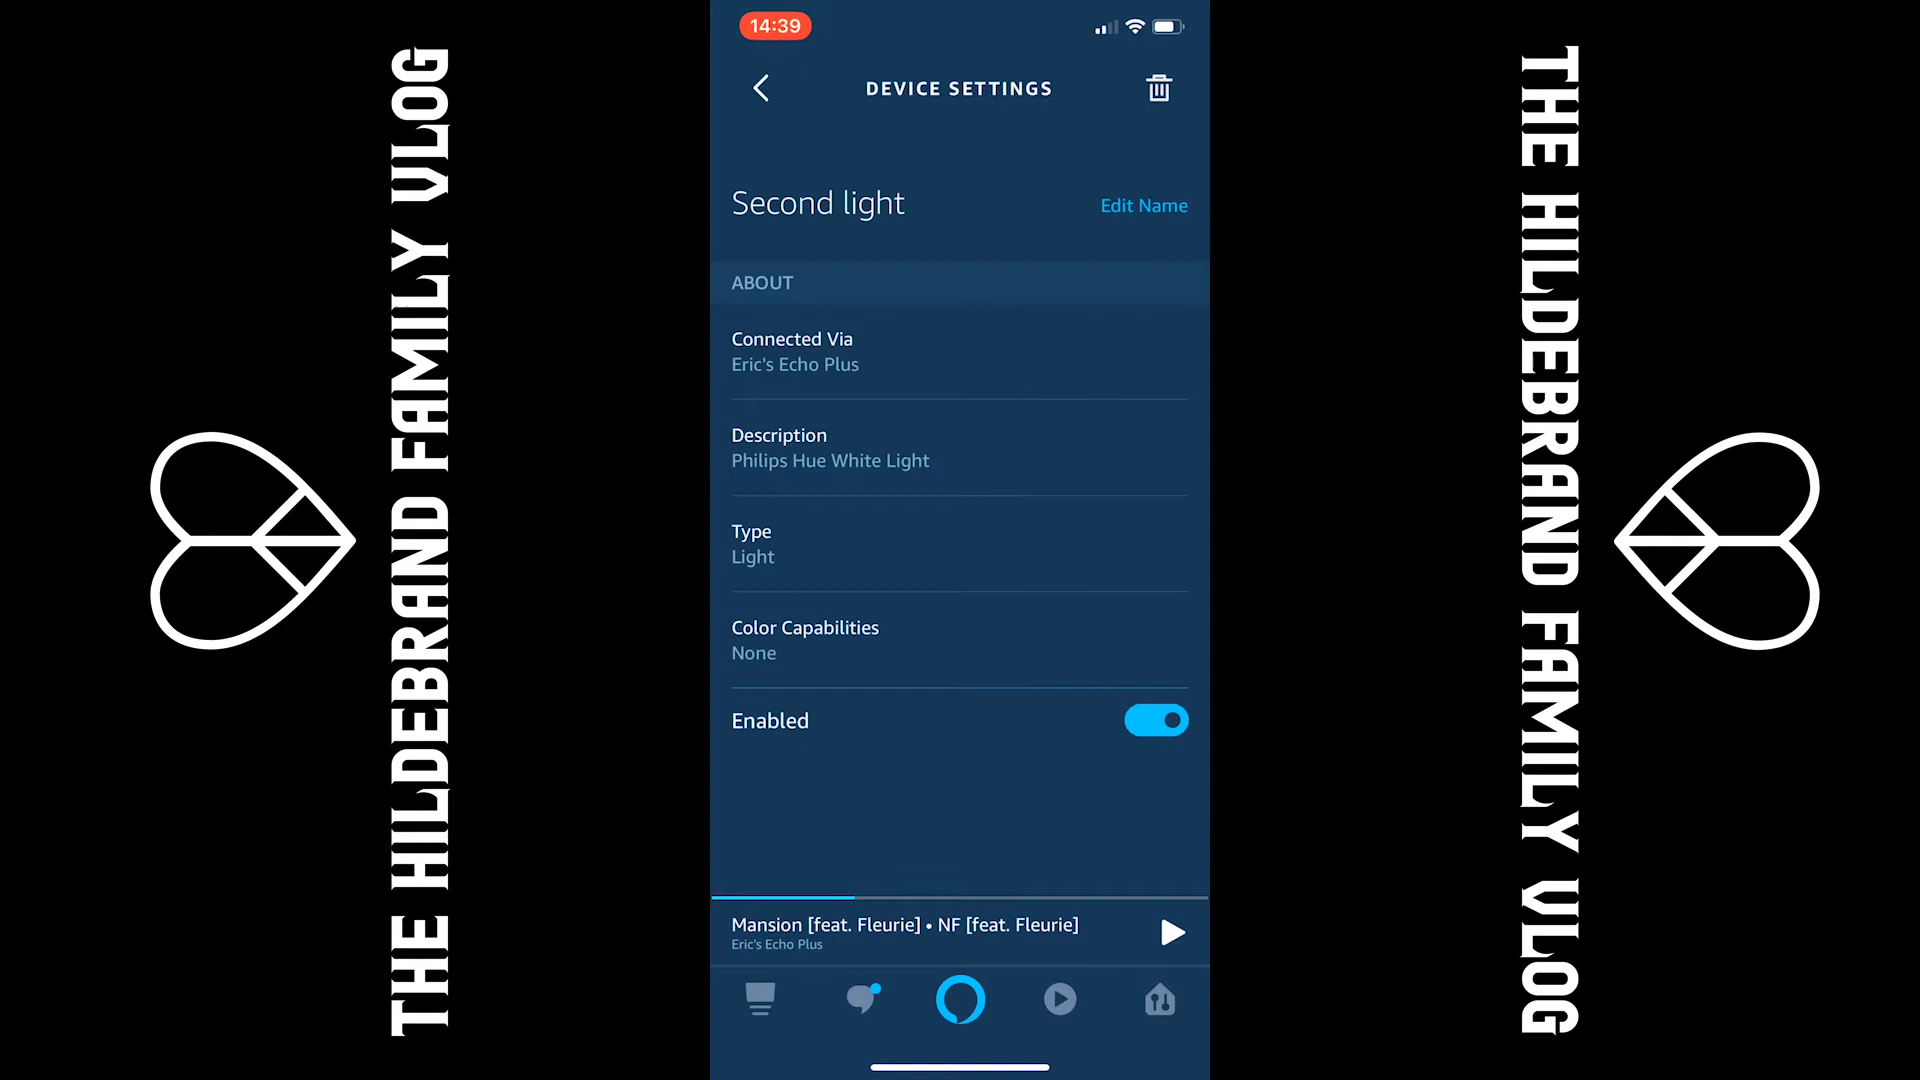 THE HILDEBRAND FAMILY VLOG
14:39
DEVICE SETTINGS
Second light
Edit Name
ABOUT
Connected Via
Eric's Echo Plus
Description
Philips Hue White Light
Type
Light
Color Capabilities
None
Enabled
Mansion [feat. Fleurie] • NF [feat. Fleurie]
Eric's Echo Plus
THE HILDEBRAND FAMILY VLOG